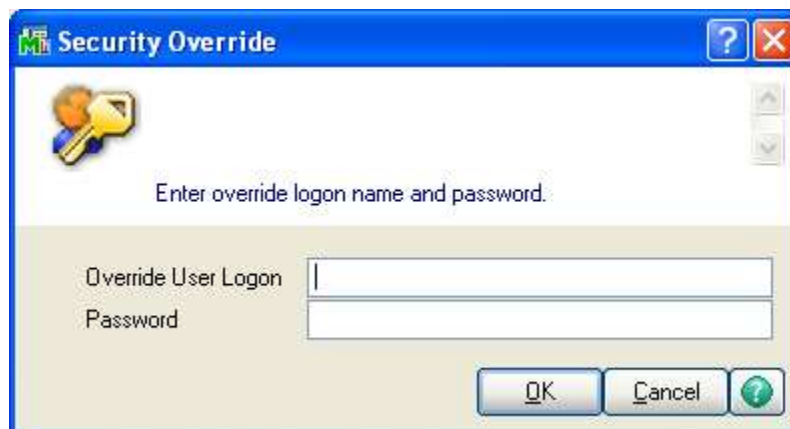 Security Override
Enter override logon name and password.
Override User Logon
Password
OK Cancel